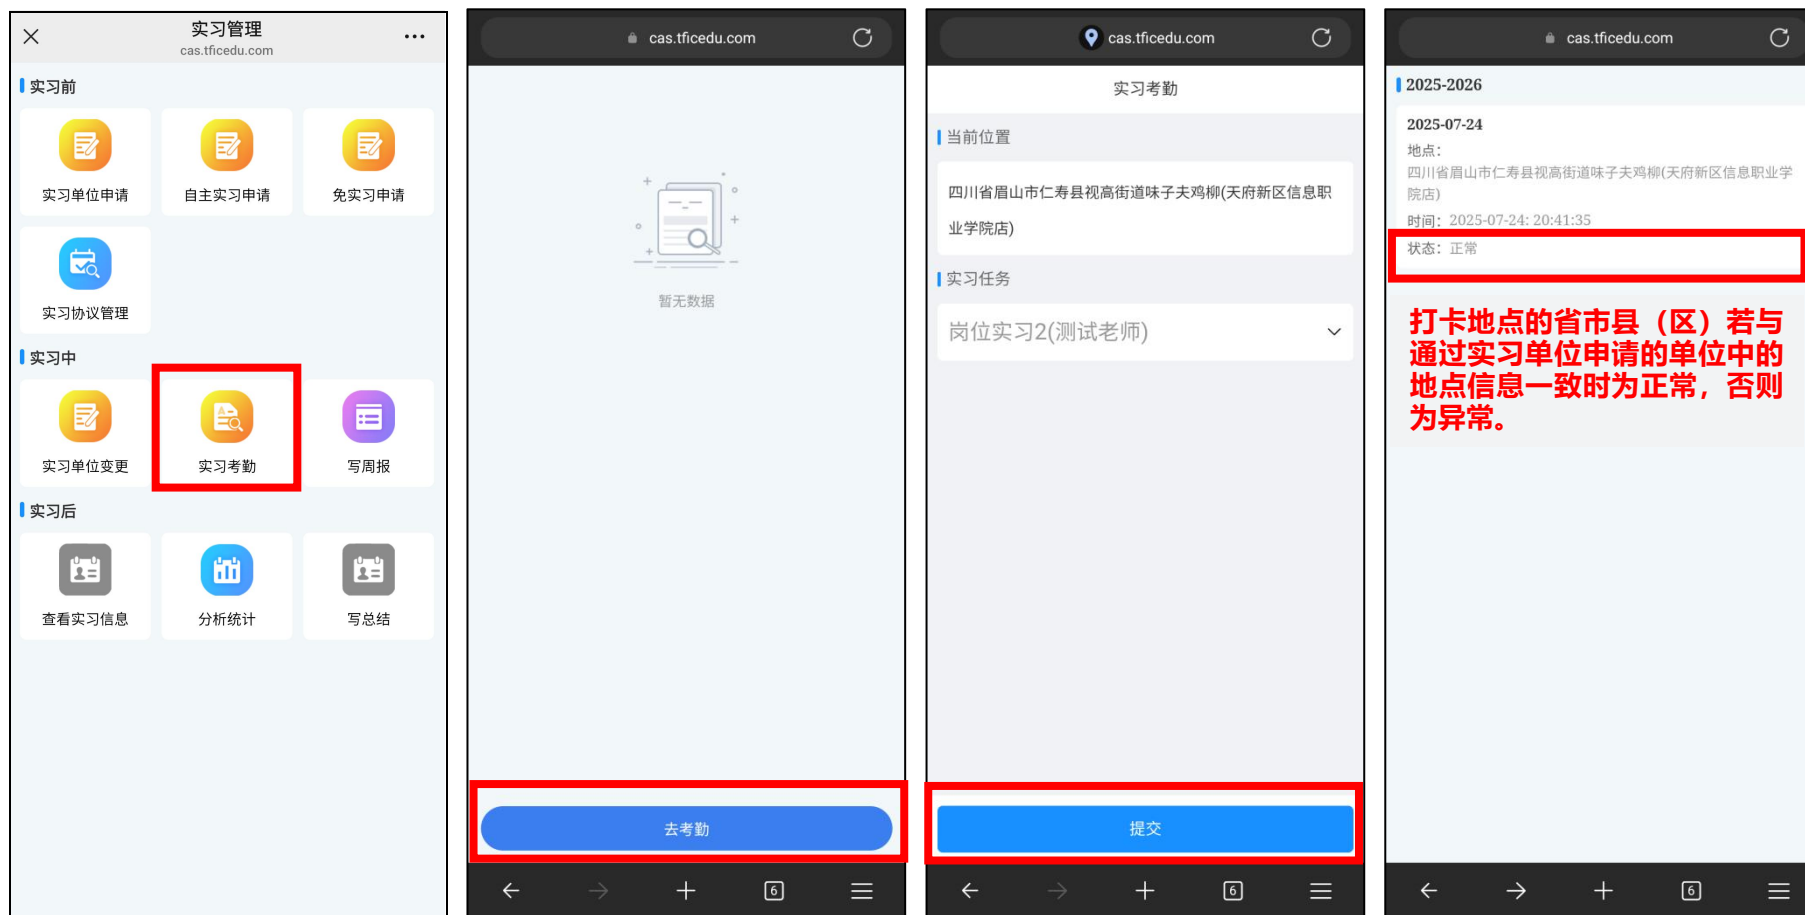 实习管理
cas.tficedu.com
实习前
实习单位申请
自主实习申请
免实习申请
实习协议管理
实习中
实习单位变更
实习考勤
写周报
实习后
查看实习信息
分析统计
写总结
cas.tficedu.com
暂无数据
去考勤
6
cas.tficedu.com
实习考勤
当前位置
四川省眉山市仁寿县视高街道味子夫鸡柳(天府新区信息职
业学院店)
实习任务
岗位实习2(测试老师)
提交
6
cas.tficedu.com
2025-2026
2025-07-24
地点：
四川省眉山市仁寿县视高街道味子夫鸡柳(天府新区信息职业学
院店)
时间：2025-07-24: 20:41:35
状态：正常
打卡地点的省市县（区）若与
通过实习单位申请的单位中的
地点信息一致时为正常，否则
为异常。
6